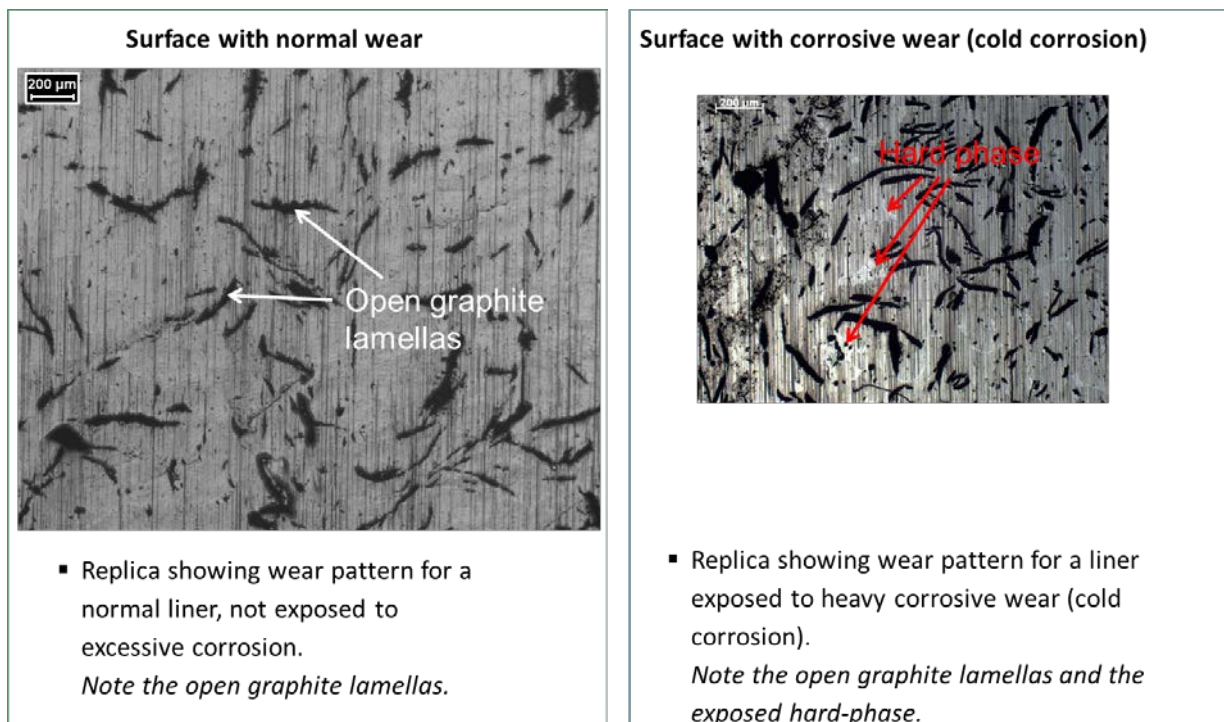 Surface with normal wear
200 µm
Open graphite
lamellas
▪ Replica showing wear pattern for a
normal liner, not exposed to
excessive corrosion.
Note the open graphite lamellas.
Surface with corrosive wear (cold corrosion)
200 µm
Hard phase
▪ Replica showing wear pattern for a liner
exposed to heavy corrosive wear (cold
corrosion).
Note the open graphite lamellas and the
exposed hard-phase.